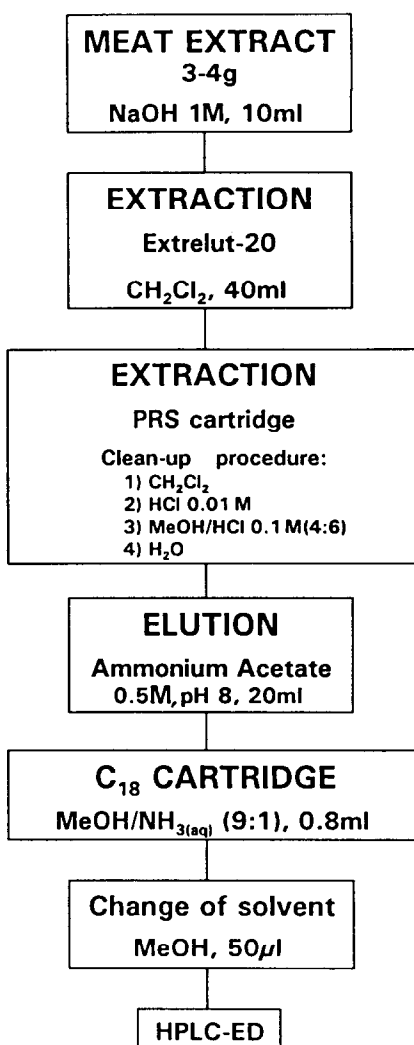 MEAT EXTRACT
3-4g
NaOH 1M, 10ml
EXTRACTION
Extrelut-20
CH₂Cl₂, 40ml
EXTRACTION
PRS cartridge
Clean-up procedure:
1) CH₂Cl₂
2) HCl 0.01 M
3) MeOH/HCl 0.1 M(4:6)
4) H₂O
ELUTION
Ammonium Acetate
0.5M, pH 8, 20ml
C₁₈ CARTRIDGE
MeOH/NH₃(aq) (9:1), 0.8ml
Change of solvent
MeOH, 50µl
HPLC-ED